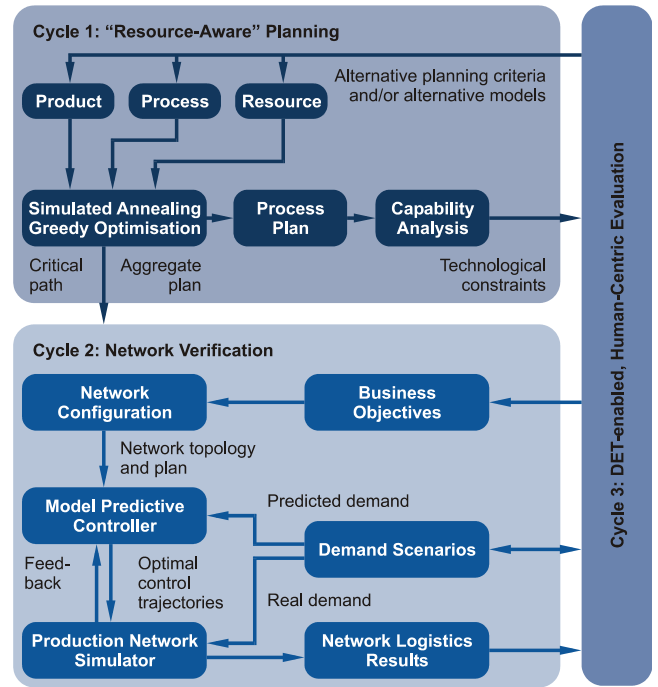 Cycle 1: “Resource-Aware” Planning
Alternative planning criteria
and/or alternative models
Product
Process
Resource
Simulated Annealing
Greedy Optimisation
Process
Plan
Capability
Analysis
Critical
path
Aggregate
plan
Technological
constraints
Cycle 2: Network Verification
Network
Configuration
Business
Objectives
Network topology
and plan
Model Predictive
Controller
Predicted demand
Demand Scenarios
Feed-
back
Optimal
control
trajectories
Real demand
Production Network
Simulator
Network Logistics
Results
Cycle 3: DET-enabled, Human-Centric Evaluation